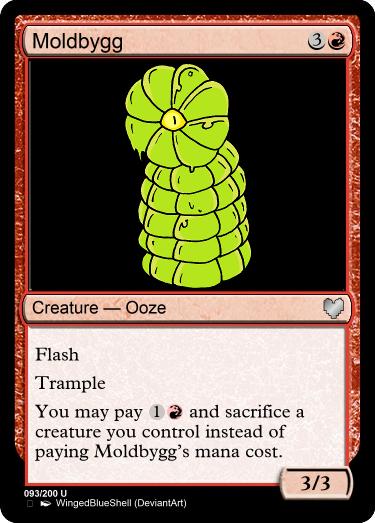 Moldbygg 3
Creature — Ooze
Flash
Trample
You may pay 1 and sacrifice a
creature you control instead of
paying Moldbygg's mana cost.
3/3
093/200 U
WingedBlueShell (DeviantArt)